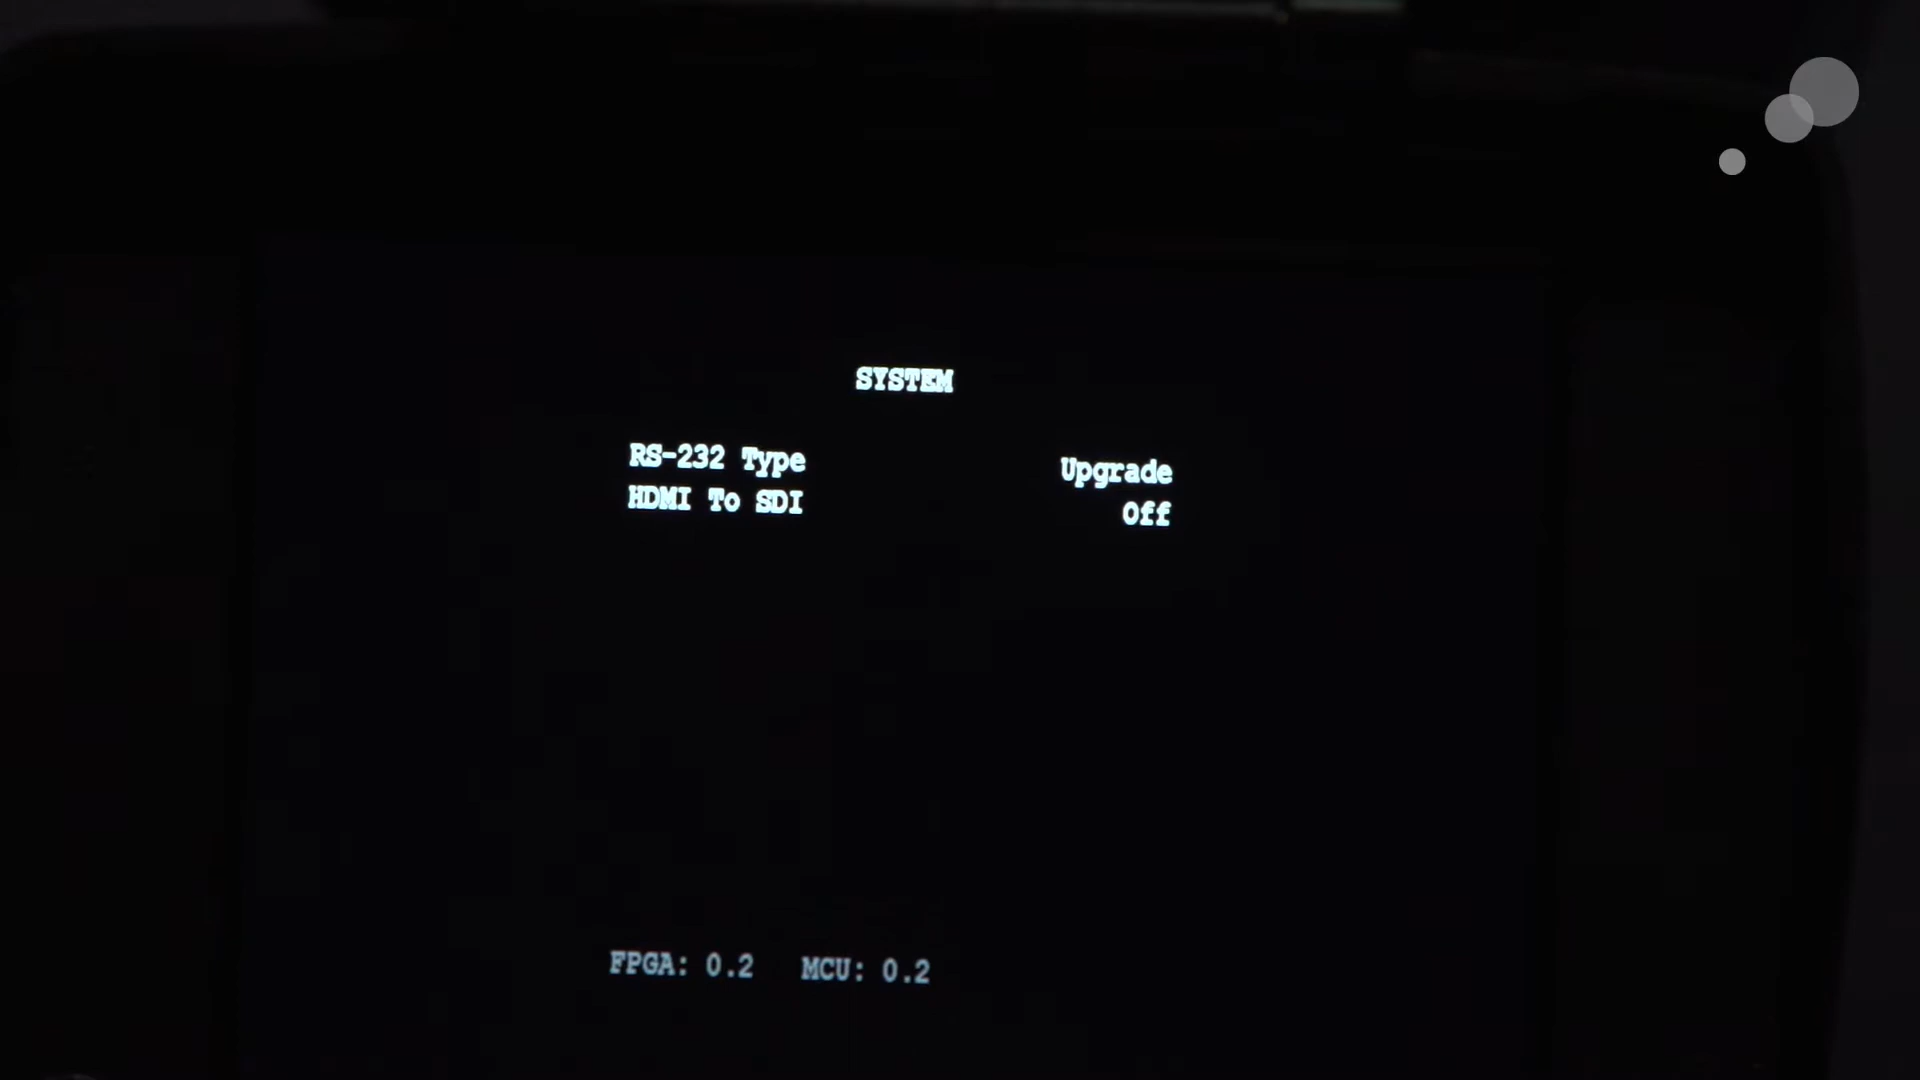 SYSTEM
RS-232 Type Upgrade
HDMI To SDI Off
FPGA: 0.2 MCU: 0.2